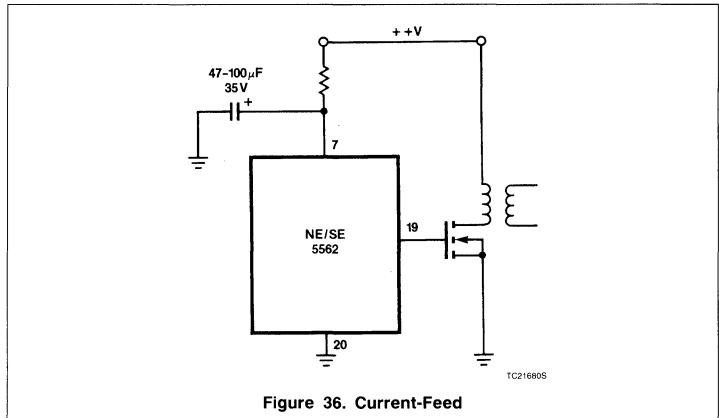 ++V
47-100μF
35V
+
7
NE/SE
5562
19
20
TC21680S
Figure 36. Current-Feed